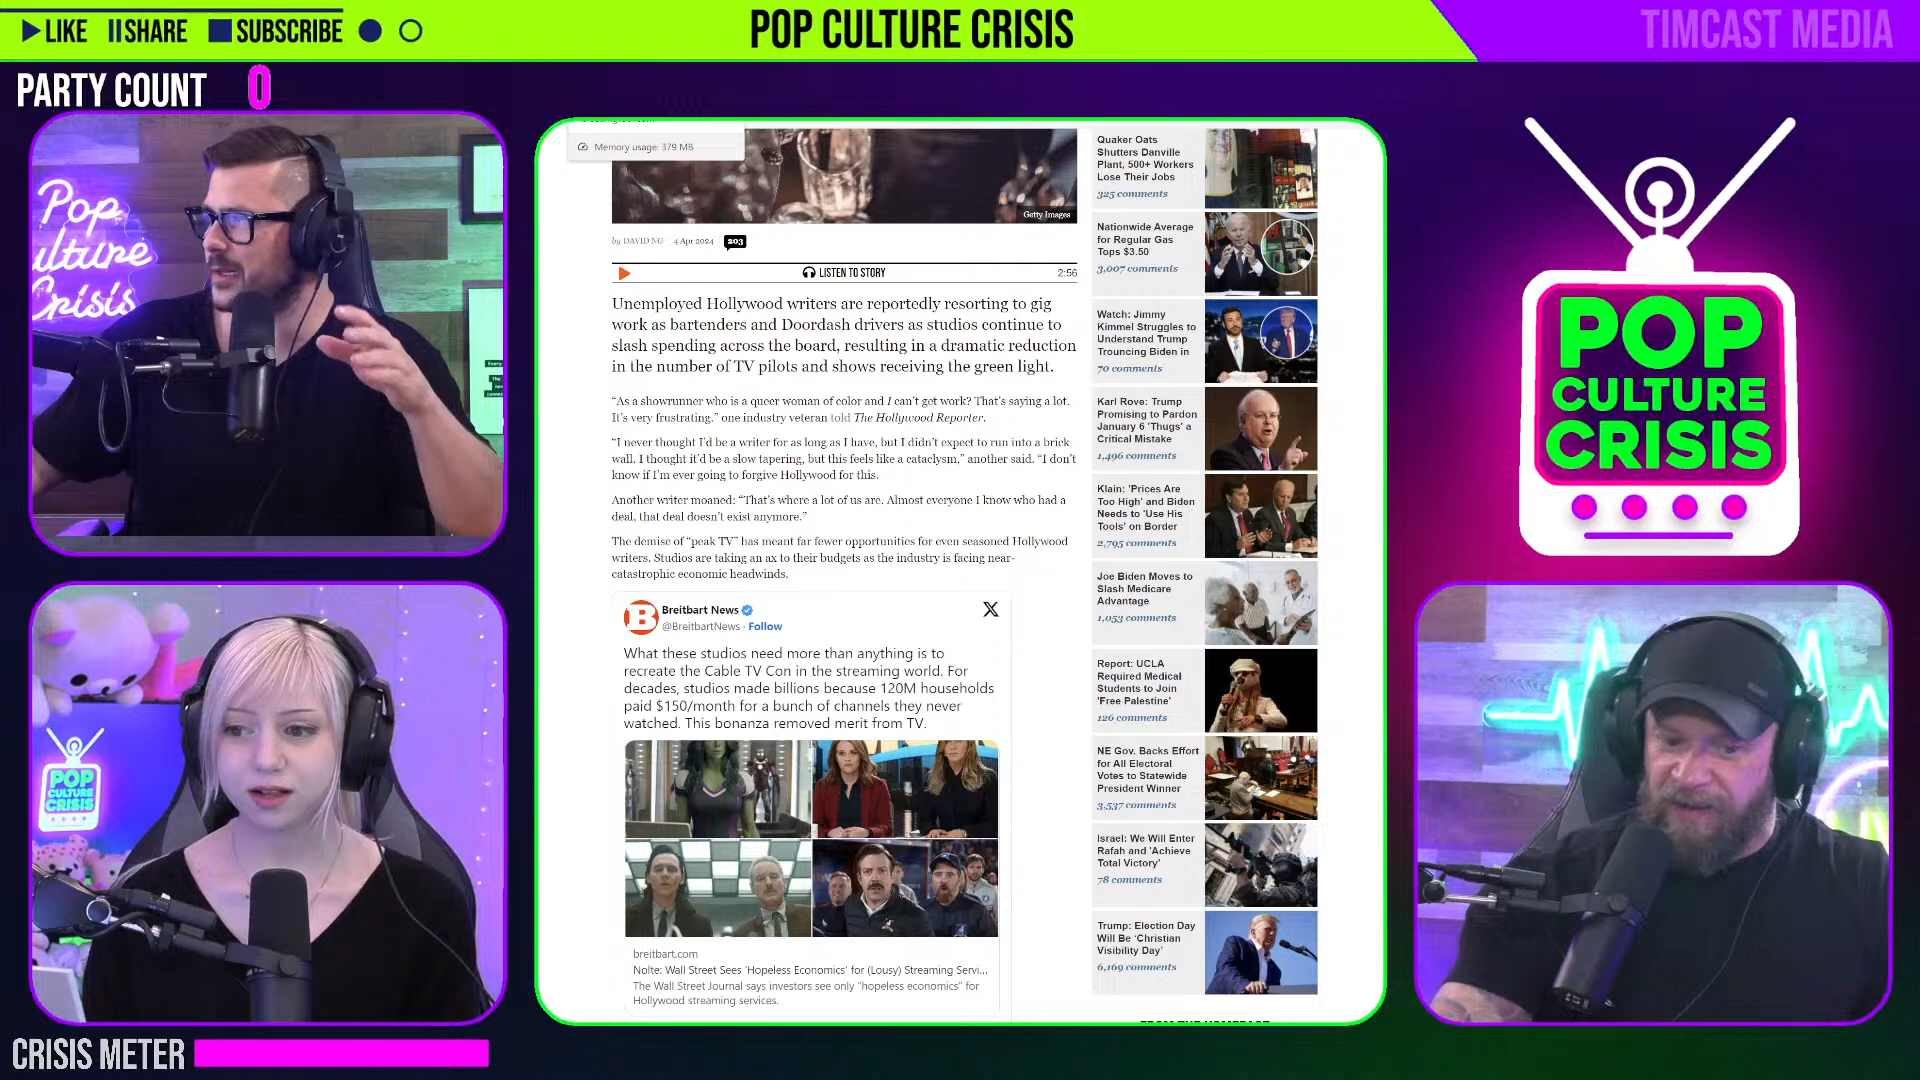 LIKE SHARE SUBSCRIBE
POP CULTURE CRISIS
TIMCAST MEDIA
PARTY COUNT 0
Pop
ulture
Crisis
POP
CULTURE
CRISIS
CRISIS METER
Memory usage: 379 MB
Getty Images
by DAVID NG 4 Apr 2024 203
LISTEN TO STORY 2:56
Unemployed Hollywood writers are reportedly resorting to gig
work as bartenders and Doordash drivers as studios continue to
slash spending across the board, resulting in a dramatic reduction
in the number of TV pilots and shows receiving the green light.
“As a showrunner who is a queer woman of color and I can't get work? That's saying a lot.
It's very frustrating.” one industry veteran told The Hollywood Reporter.
“I never thought I'd be a writer for as long as I have, but I didn't expect to run into a brick
wall. I thought it'd be a slow tapering, but this feels like a cataclysm,” another said. “I don't
know if I'm ever going to forgive Hollywood for this.
Another writer moaned: “That's where a lot of us are. Almost everyone I know who had a
deal, that deal doesn't exist anymore.”
The demise of “peak TV” has meant far fewer opportunities for even seasoned Hollywood
writers. Studios are taking an ax to their budgets as the industry is facing near-
catastrophic economic headwinds.
B Breitbart News
@BreitbartNews · Follow
What these studios need more than anything is to
recreate the Cable TV Con in the streaming world. For
decades, studios made billions because 120M households
paid $150/month for a bunch of channels they never
watched. This bonanza removed merit from TV.
breitbart.com
Nolte: Wall Street Sees 'Hopeless Economics' for (Lousy) Streaming Servi...
The Wall Street Journal says investors see only “hopeless economics” for
Hollywood streaming services.
Quaker Oats
Shutters Danville
Plant, 500+ Workers
Lose Their Jobs
325 comments
Nationwide Average
for Regular Gas
Tops $3.50
3,007 comments
Watch: Jimmy
Kimmel Struggles to
Understand Trump
Trouncing Biden in
70 comments
Karl Rove: Trump
Promising to Pardon
January 6 'Thugs' a
Critical Mistake
1,496 comments
Klain: 'Prices Are
Too High' and Biden
Needs to 'Use His
Tools' on Border
2,795 comments
Joe Biden Moves to
Slash Medicare
Advantage
1,053 comments
Report: UCLA
Required Medical
Students to Join
'Free Palestine'
126 comments
NE Gov. Backs Effort
for All Electoral
Votes to Statewide
President Winner
3,537 comments
Israel: We Will Enter
Rafah and 'Achieve
Total Victory'
78 comments
Trump: Election Day
Will Be 'Christian
Visibility Day'
6,169 comments
POP
CULTURE
CRISIS